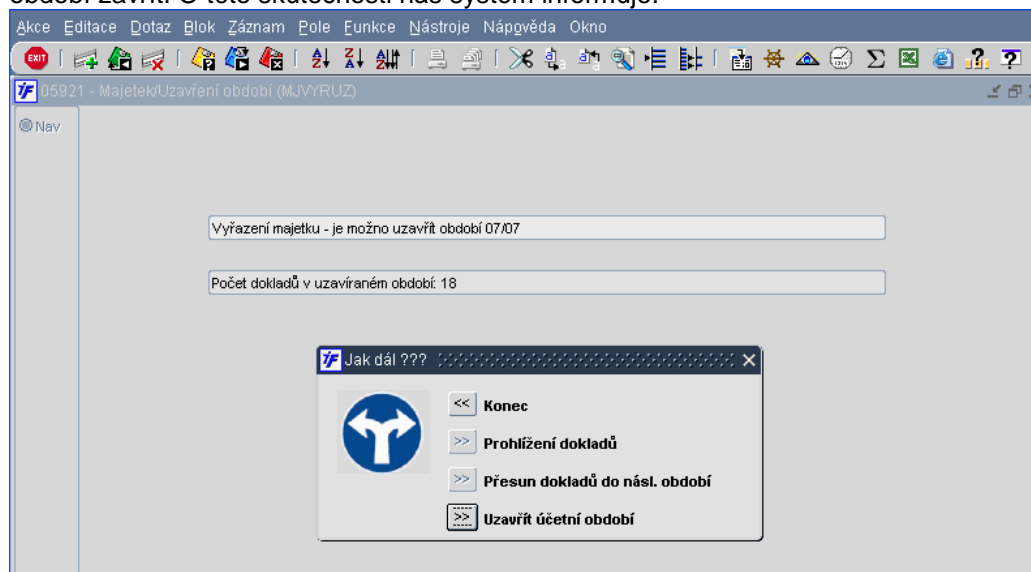 období zavřít. O této skutečnosti nás systém informuje.
Akce Editace Dotaz Blok Záznam Pole Funkce Nástroje Nápověda Okno
EXIT
05921 - Majetek/Uzavření období (MJVYRUZ)
Nav
Vyřazení majetku - je možno uzavřít období 07/07
Počet dokladů v uzavíraném období: 18
Jak dál ???
<< Konec
>> Prohlížení dokladů
>> Přesun dokladů do násl. období
>> Uzavřít účetní období